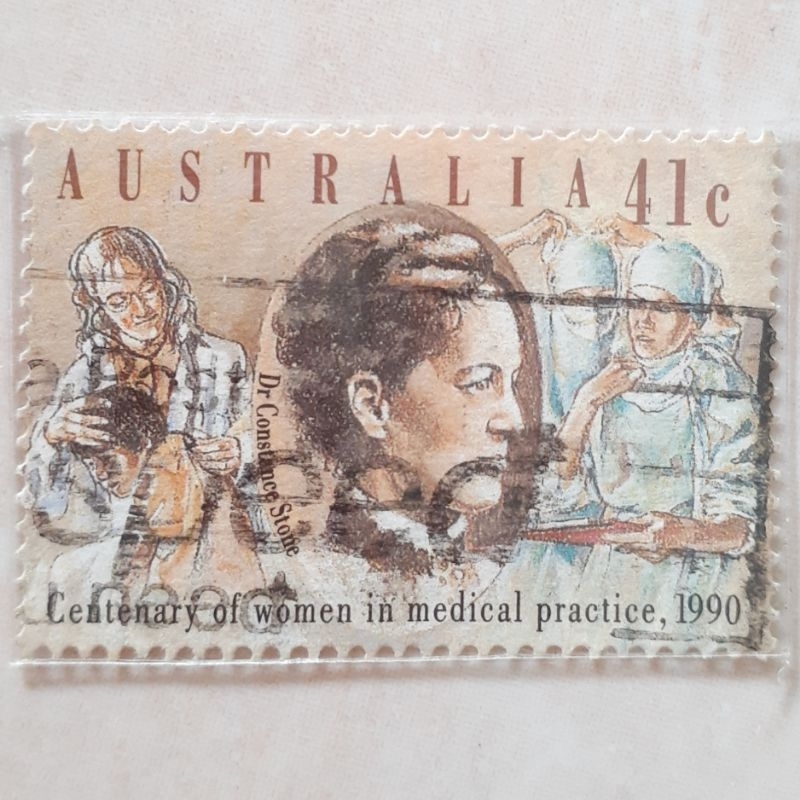 AUSTRALIA 41c
Dr Constance Stone
Centenary of women in medical practice, 1990